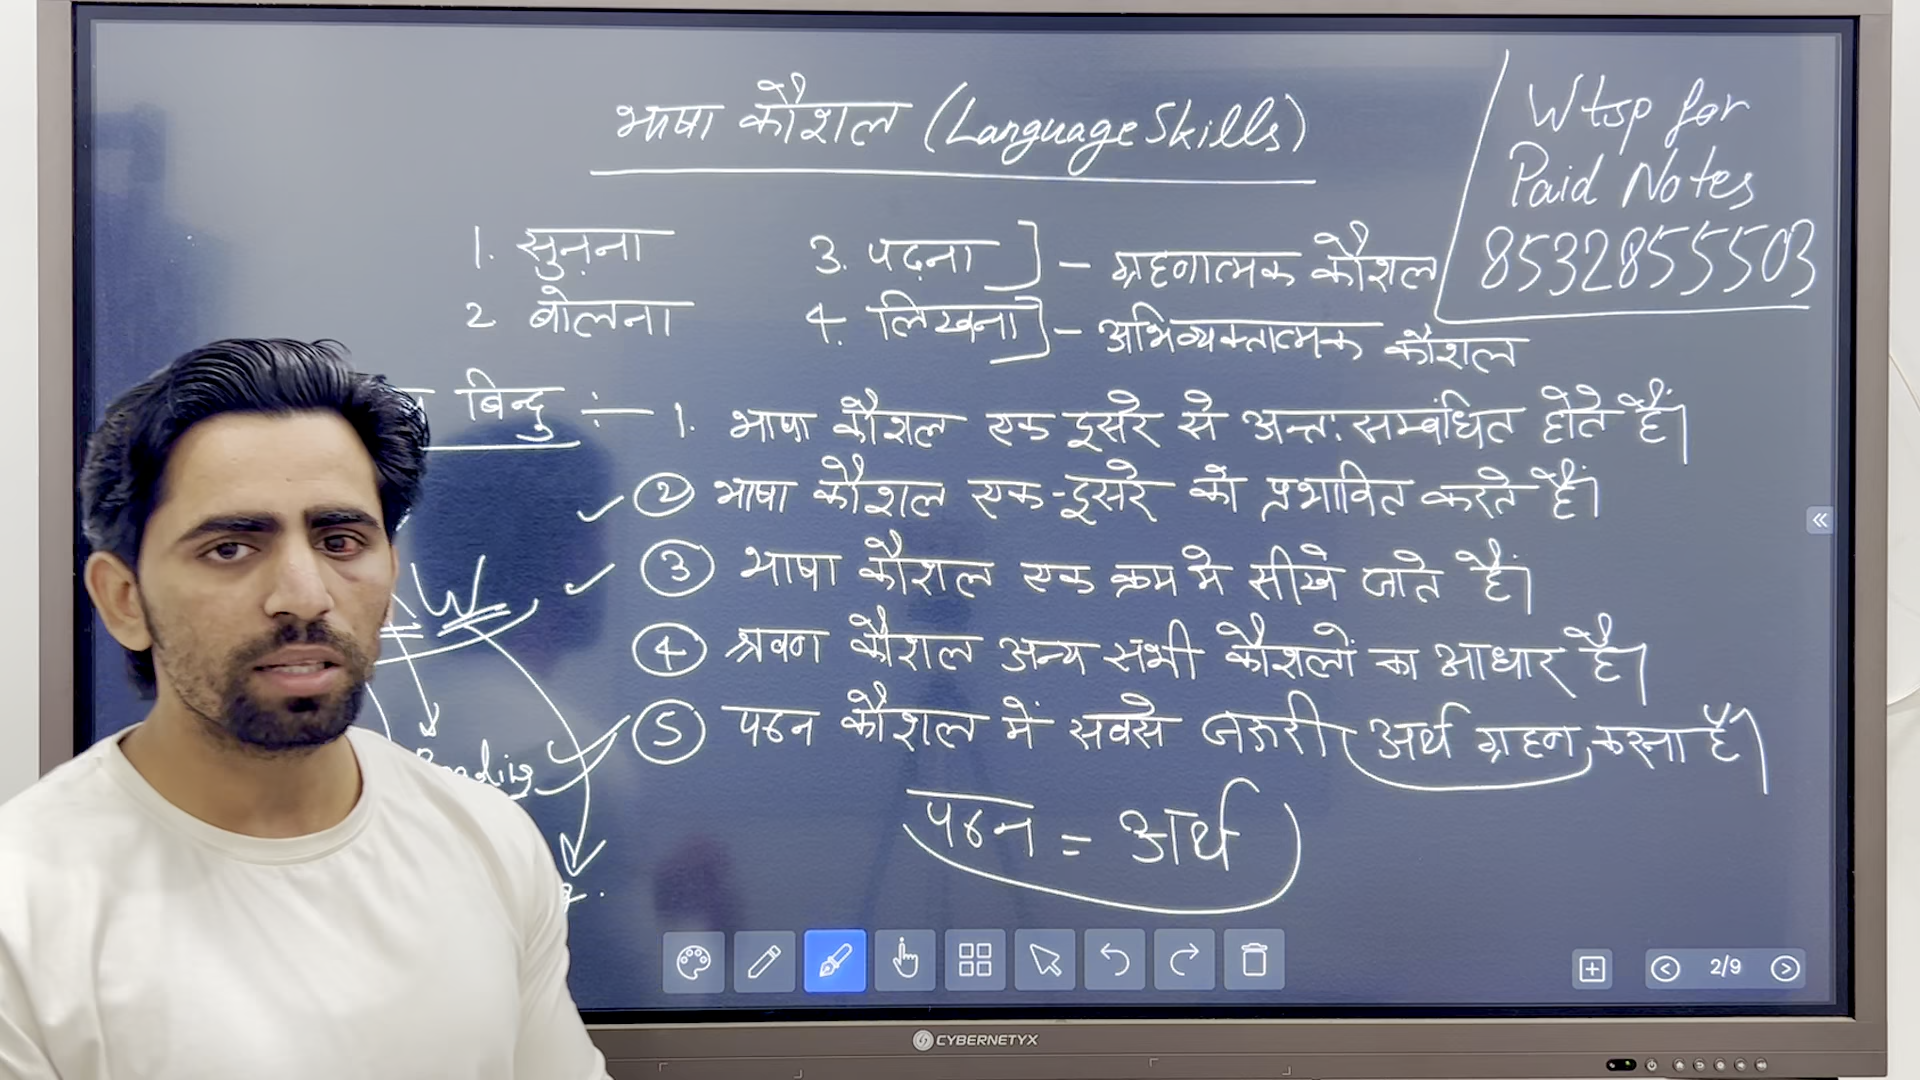 भाषा कौशल (Language Skills)
Wtsp for
Paid Notes
8532855503
1. सुनना 3. पढ़ना ] - ग्रहणात्मक कौशल
2 बोलना 4. लिखना ] - अभिव्यक्तात्मक कौशल
बिन्दु :- 1. भाषा कौशल एक दूसरे से अन्त: सम्बंधित होते हैं।
② भाषा कौशल एक-दूसरे को प्रभावित करते हैं।
③ भाषा कौशल एक क्रम मे सीखे जाते हैं।
④ श्रवण कौशल अन्य सभी कौशलों का आधार है।
⑤ पठन कौशल में सबसे जरुरी अर्थ ग्रहण करना है।
W
पठन = अर्थ
2/9
CYBERNETYX